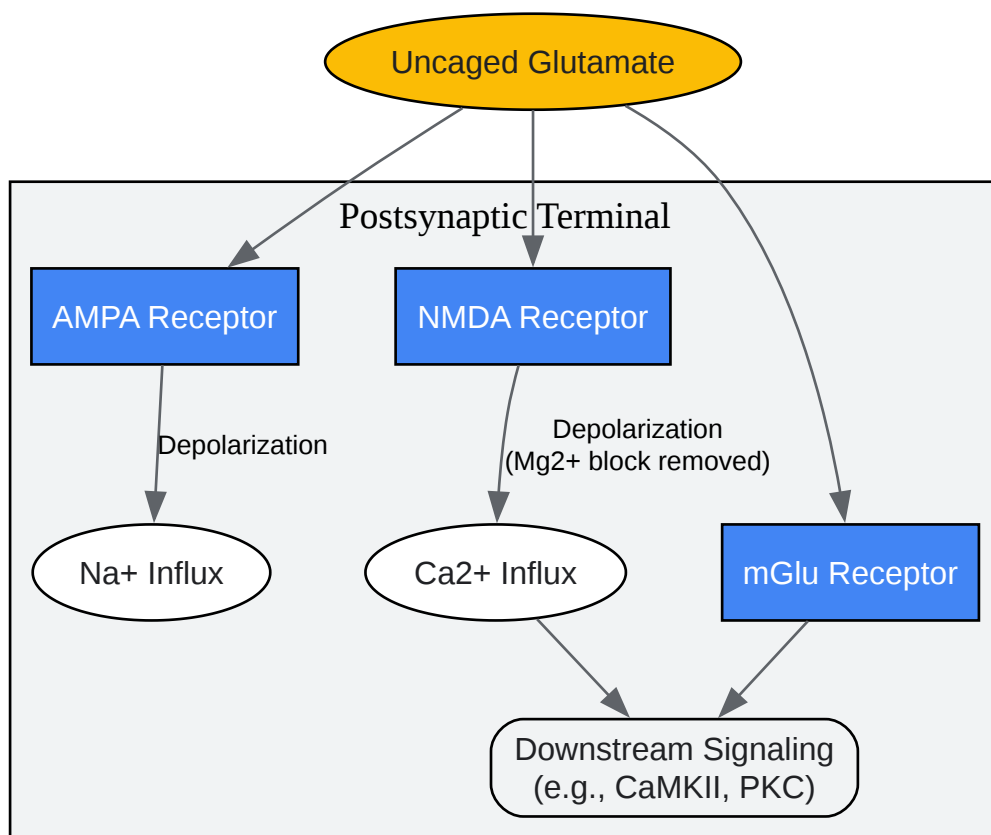 Uncaged Glutamate
Postsynaptic Terminal
AMPA Receptor
NMDA Receptor
Depolarization
Depolarization
(Mg2+ block removed)
Na+ Influx
Ca2+ Influx
mGlu Receptor
Downstream Signaling
(e.g., CaMKII, PKC)